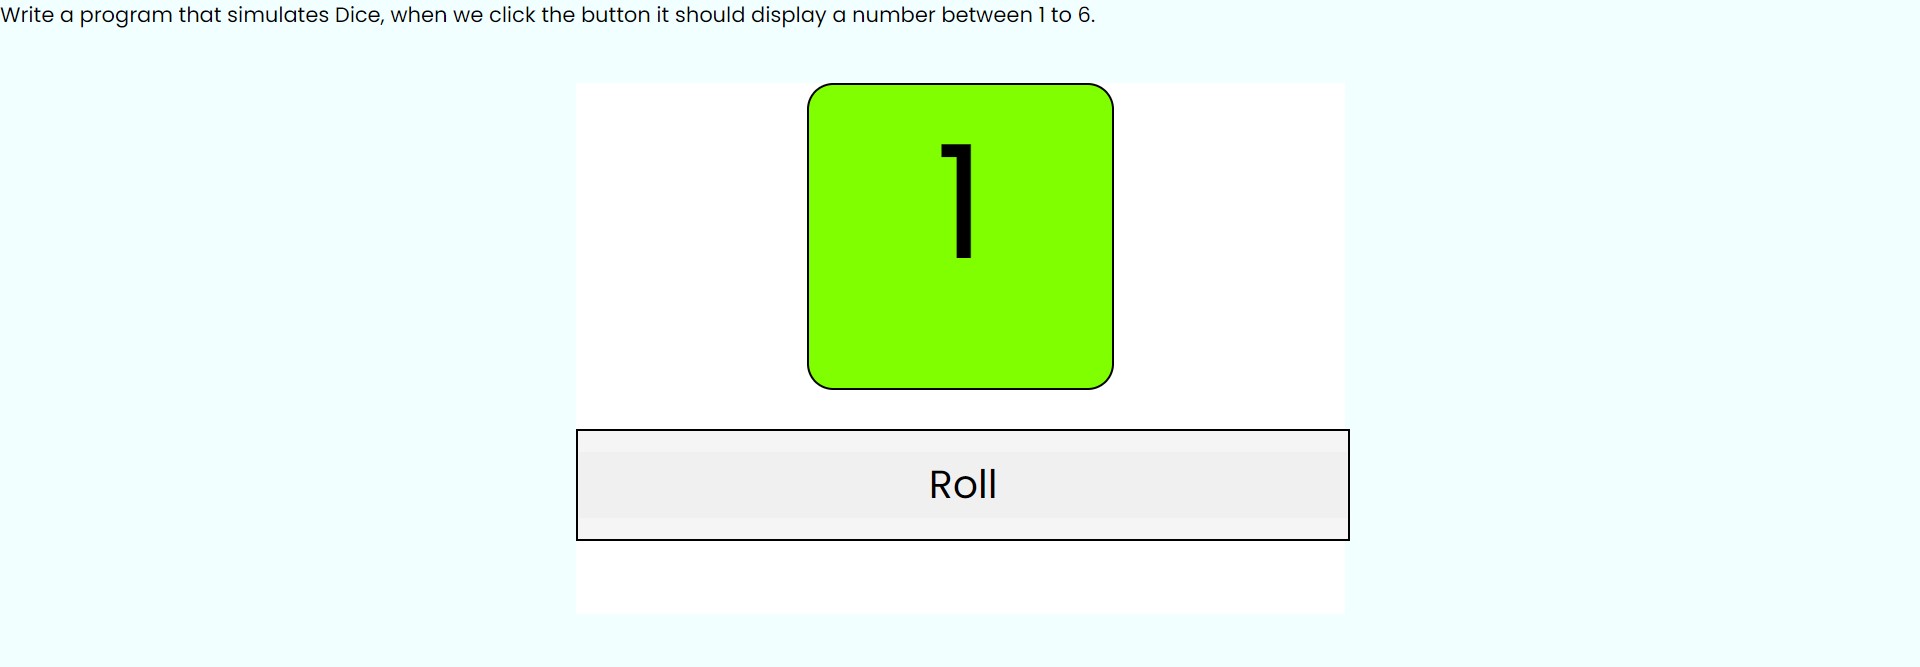 Write a program that simulates Dice, when we click the button it should display a number between 1 to 6.
1
Roll